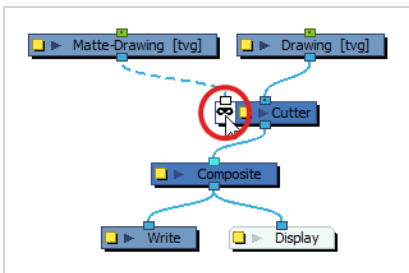 Matte-Drawing [tvg]
Drawing [tvg]
Cutter
Composite
Write
Display